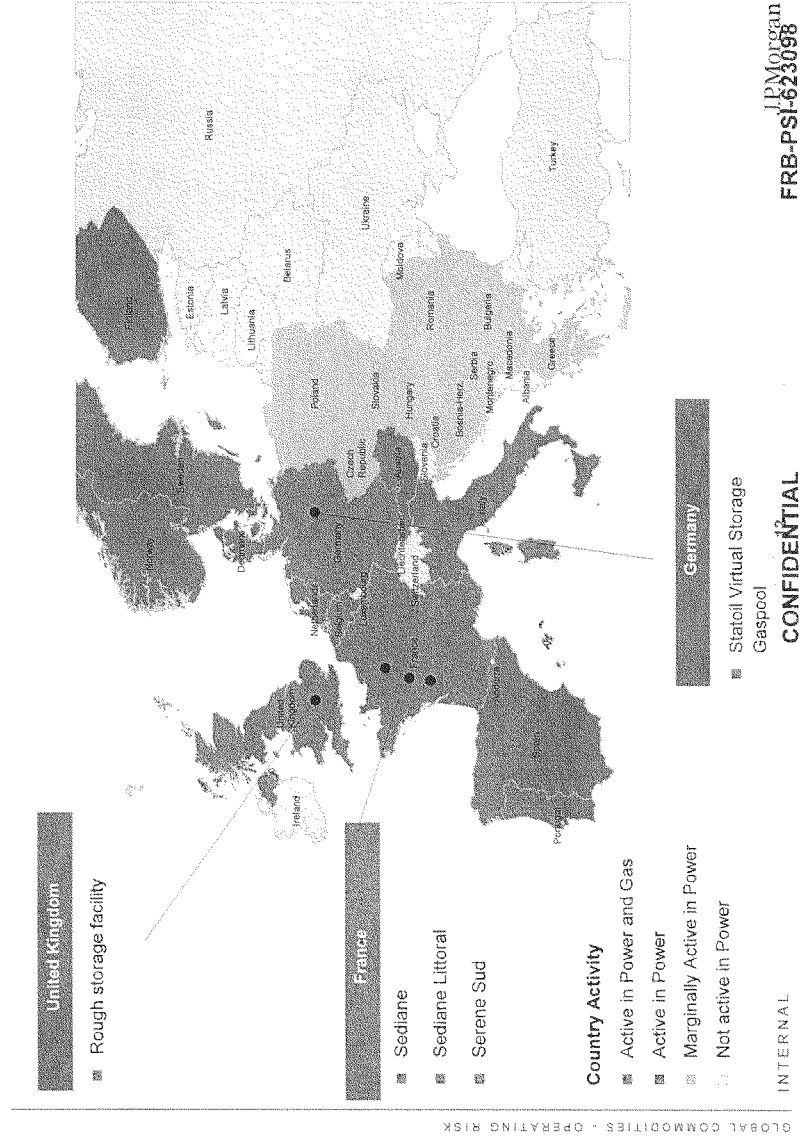 GLOBAL COMMODITIES - OPERATING RISK
United Kingdom
Rough storage facility
France
Sediane
Sediane Littoral
Serene Sud
Country Activity
Active in Power and Gas
Active in Power
Marginally Active in Power
Not active in Power
Germany
Statoil Virtual Storage
Gaspool
Norway
Sweden
Finland
Russia
Estonia
Latvia
Lithuania
Belarus
Denmark
United
Kingdom
Ireland
Netherlands
Belgium
Luxembourg
Germany
Poland
Czech
Republic
Slovakia
Ukraine
Moldova
France
Liechtenstein
Switzerland
Austria
Hungary
Romania
Slovenia
Croatia
Bosnia-Herz
Serbia
Montenegro
Bulgaria
Macedonia
Albania
Greece
Turkey
Italy
Andorra
Spain
Portugal
INTERNAL
12
CONFIDENTIAL
J.P.Morgan
FRB-PSI-623098